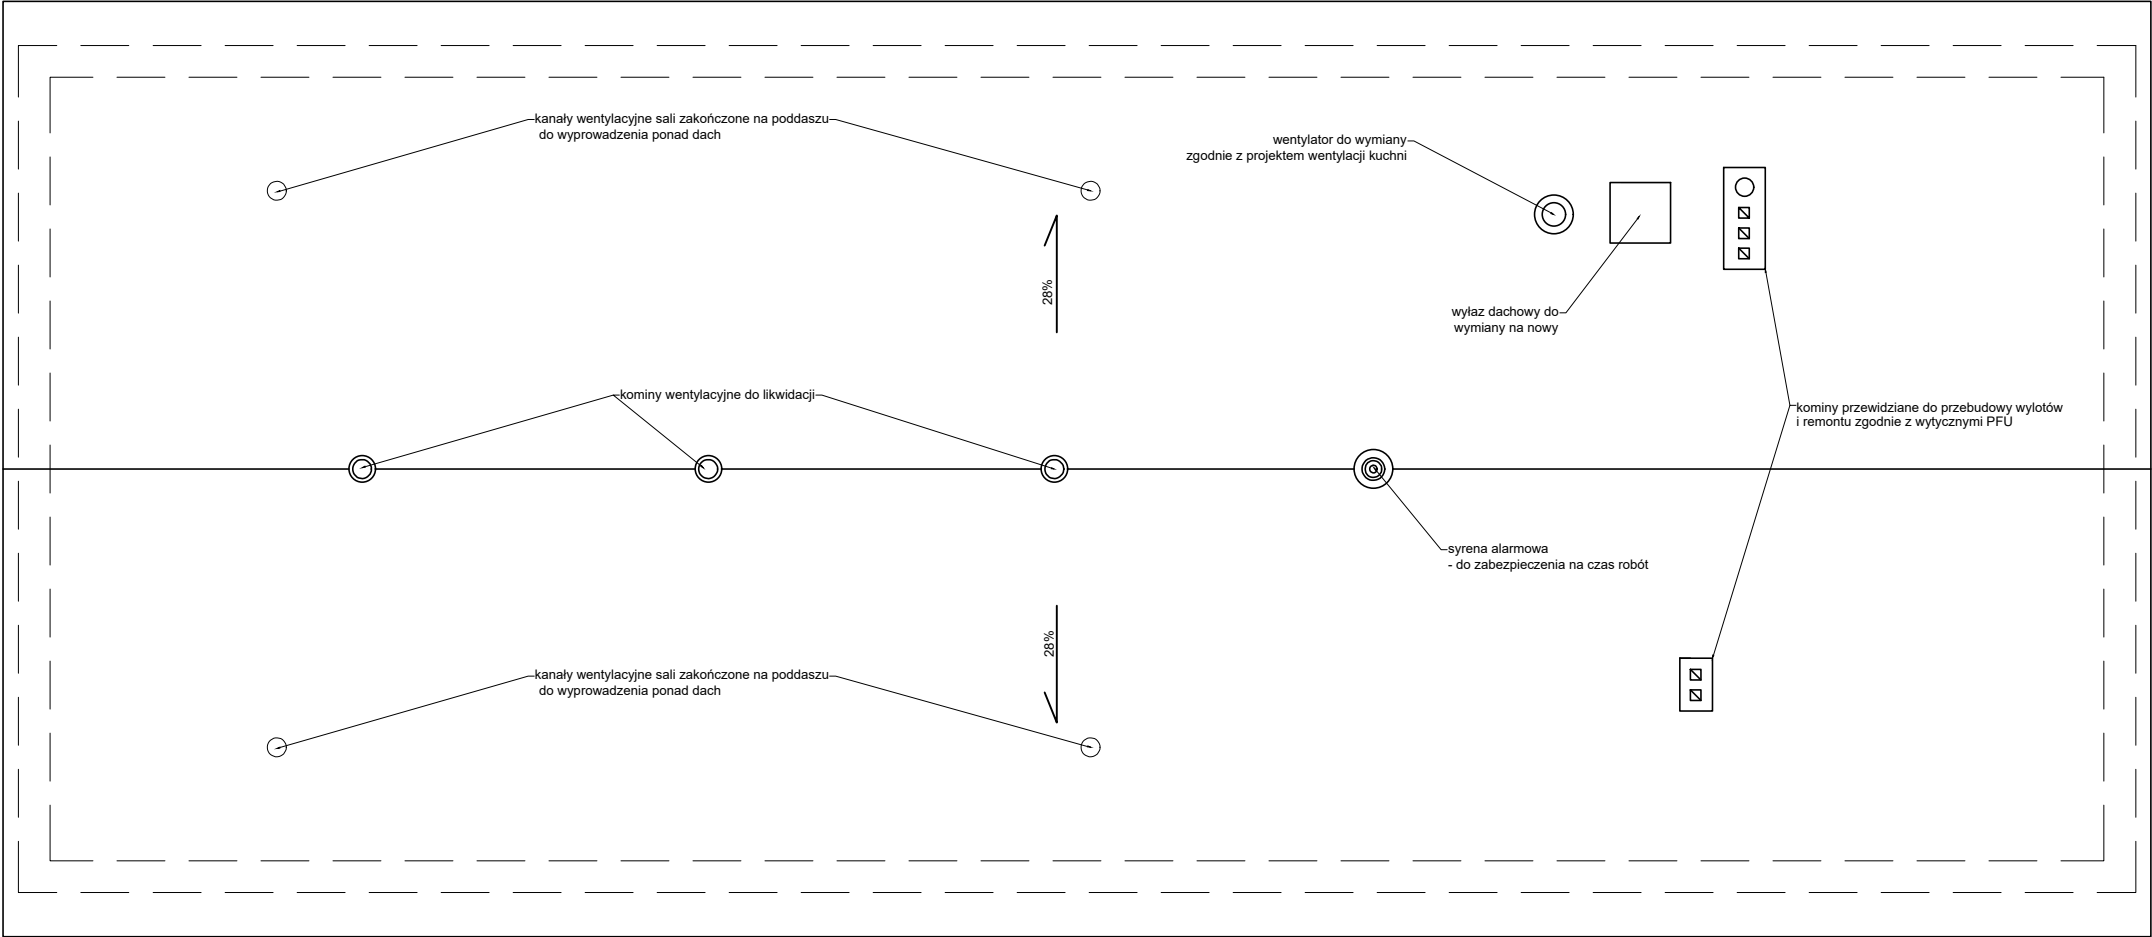 kanały wentylacyjne sali zakończone na poddaszu
do wyprowadzenia ponad dach
wentylator do wymiany
zgodnie z projektem wentylacji kuchni
28%
wyłaz dachowy do
wymiany na nowy
kominy wentylacyjne do likwidacji
kominy przewidziane do przebudowy wylotów
i remontu zgodnie z wytycznymi PFU
syrena alarmowa
- do zabezpieczenia na czas robót
28%
kanały wentylacyjne sali zakończone na poddaszu
do wyprowadzenia ponad dach